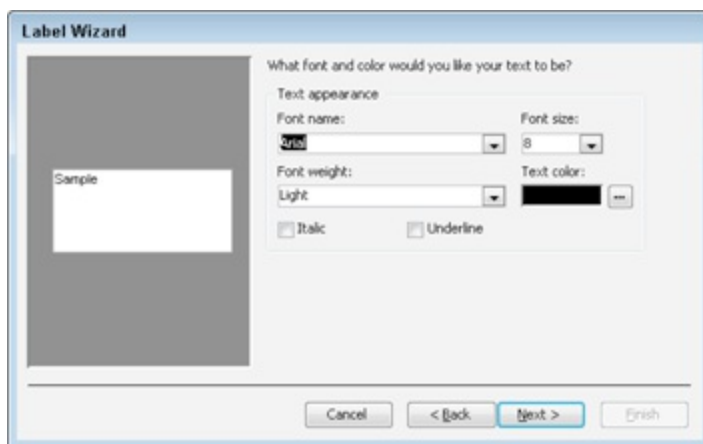 Label Wizard
What font and color would you like your text to be?
Text appearance
Font name: Font size:
Arial 8
Font weight: Text color:
Light ...
Italic Underline
Sample
Cancel < Back Next > Finish